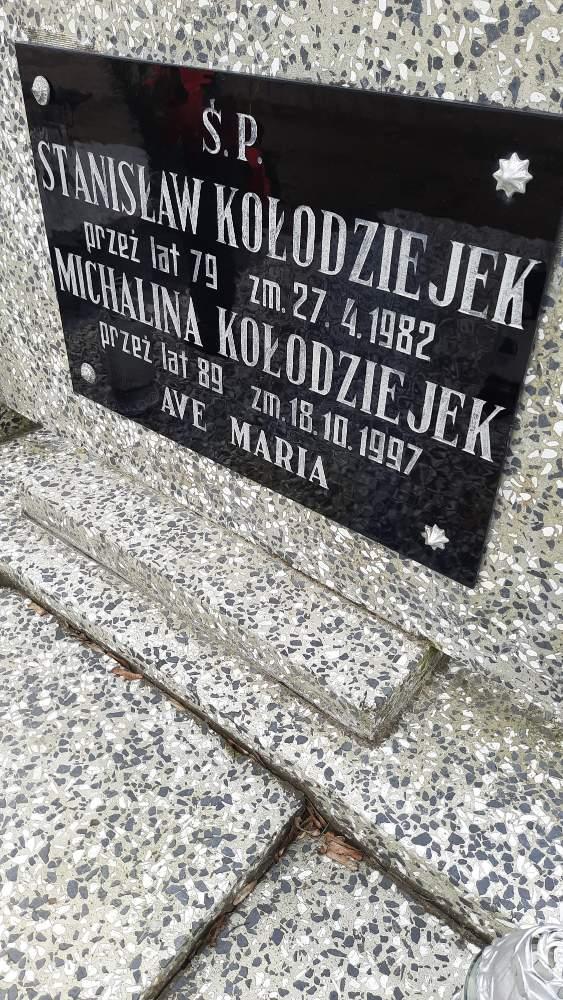 Ś.P.
STANISŁAW KOŁODZIEJEK
przeż lat 79 zm. 27. 4. 1982
MICHALINA KOŁODZIEJEK
przeż lat 89 zm. 18. 10. 1997
AVE MARIA